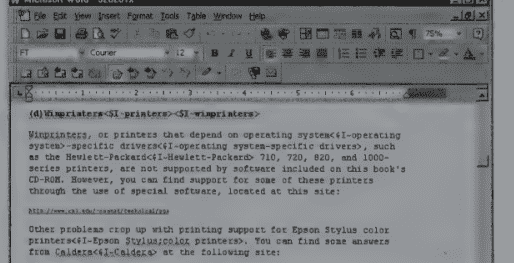 Microsoft Word
File Edit View Insert Format Tools Table Window Help
75%
FT Courier 12 B I U
(d)Winprinters<$I-printers><$I-winprinters>
Winprinters, or printers that depend on operating system<$I-operating
system>-specific drivers<$I-operating system-specific drivers>, such
as the Hewlett-Packard<$I-Hewlett-Packard> 710, 720, 820, and 1000-
series printers, are not supported by software included on this book's
CD-ROM. However, you can find support for some of these printers
through the use of special software, located at this site:
Other problems crop up with printing support for Epson Stylus color
printers<$I-Epson Stylus:color printers>. You can find some answers
from Caldera<$I-Caldera> at the following site: